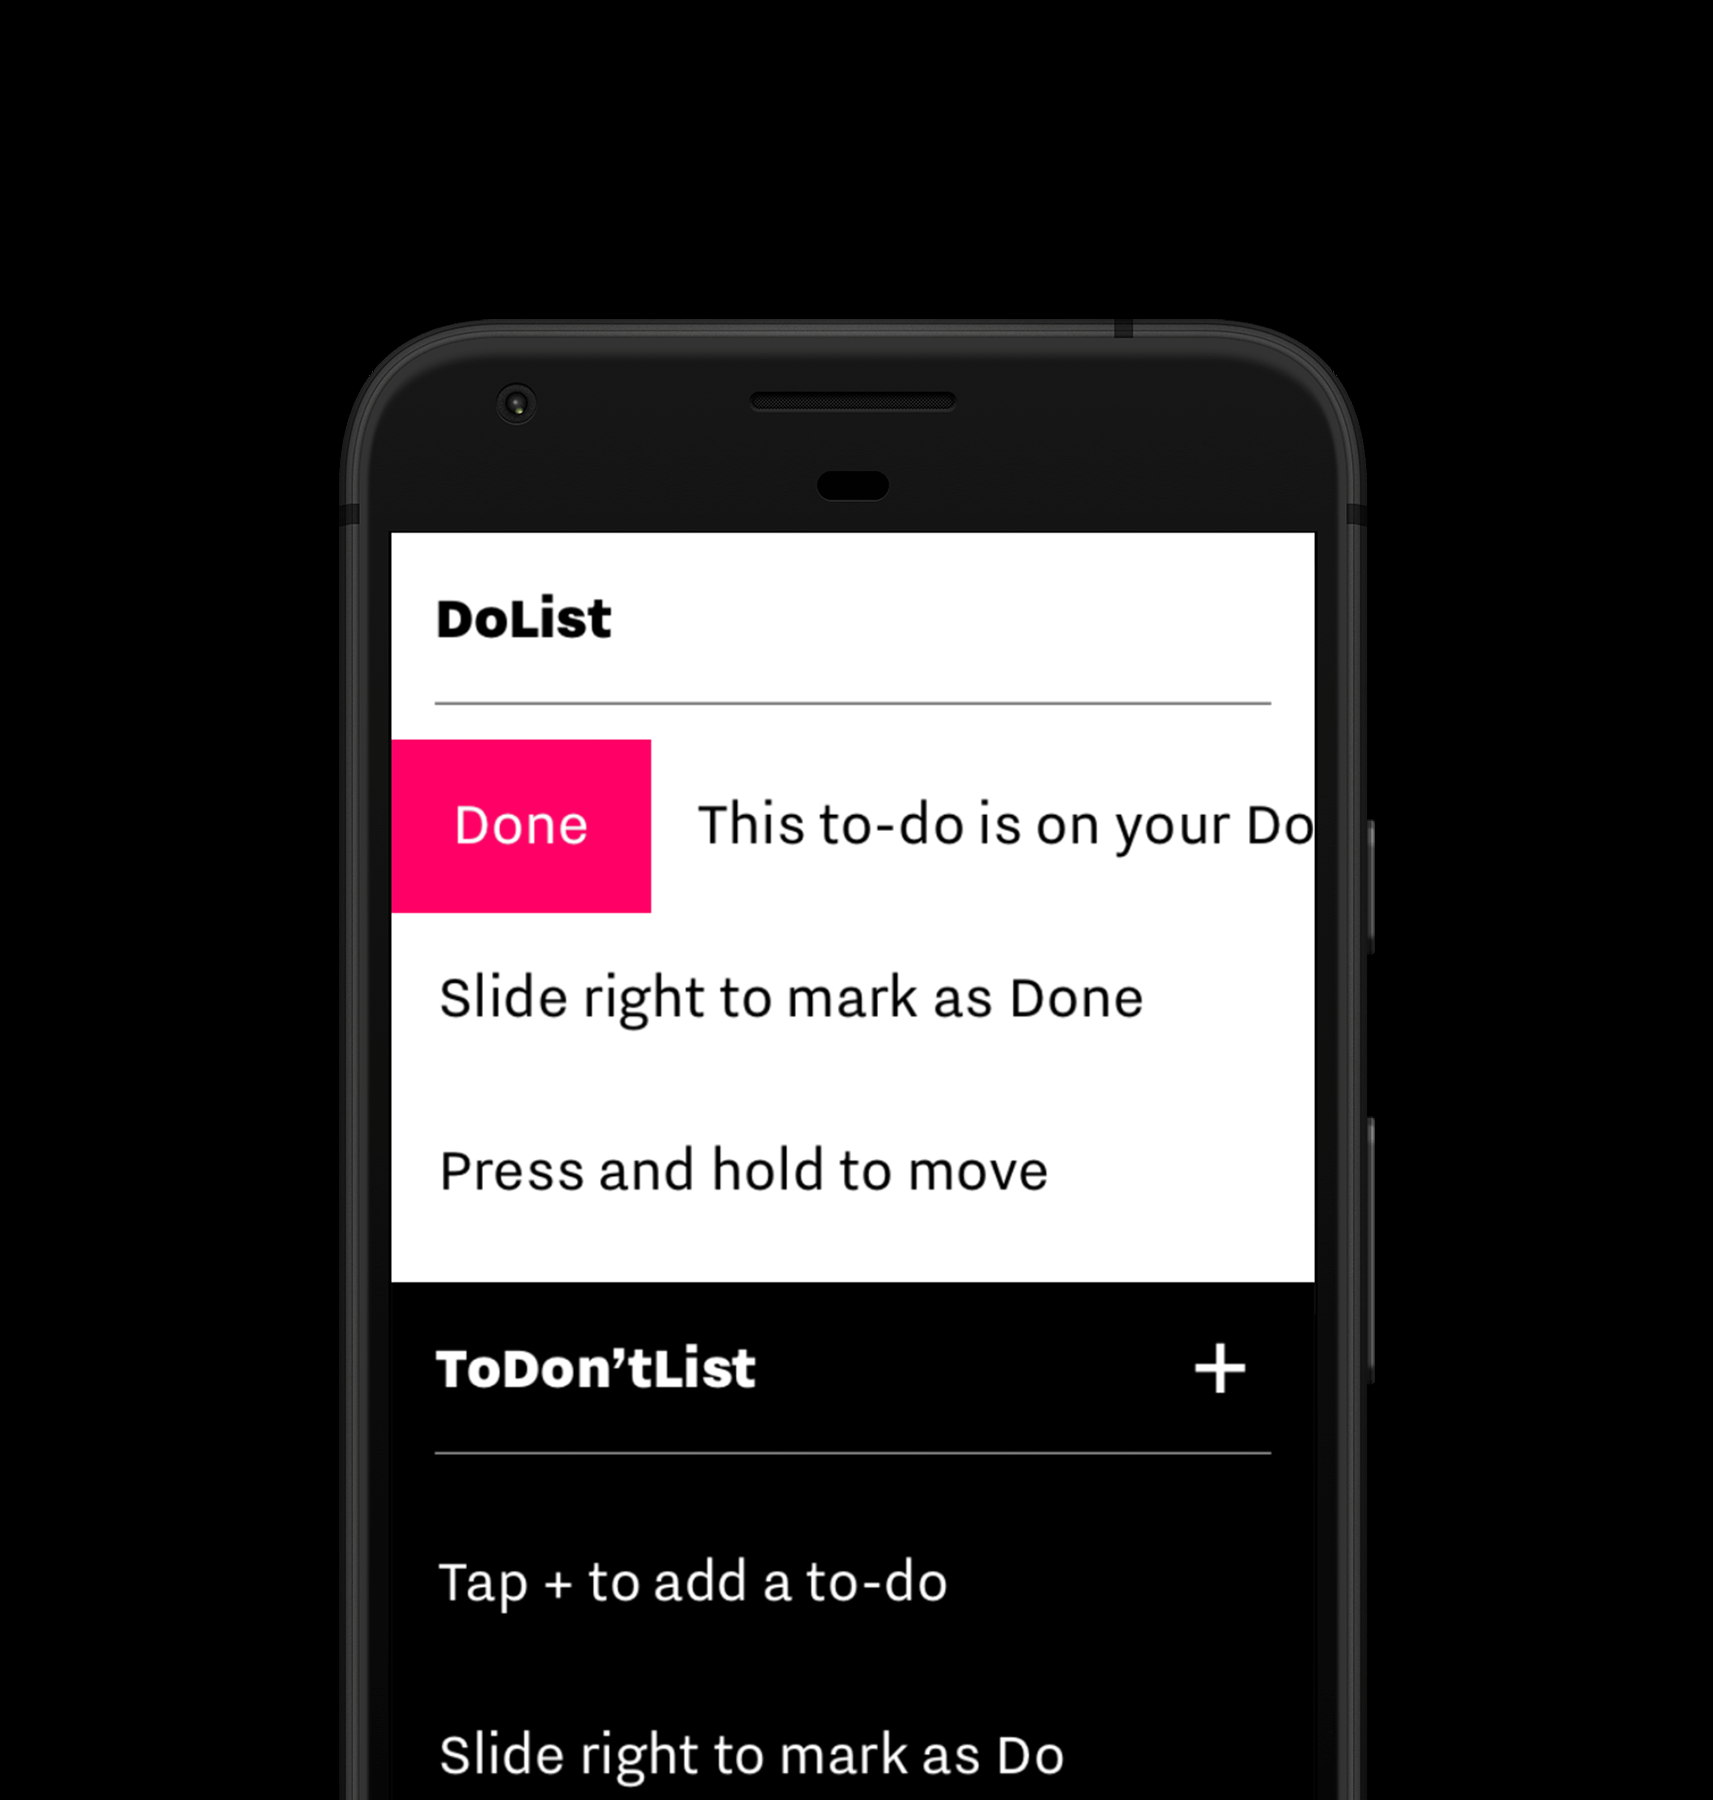 DoList
Done This to-do is on your Do
Slide right to mark as Done
Press and hold to move
ToDon’tList +
Tap + to add a to-do
Slide right to mark as Do